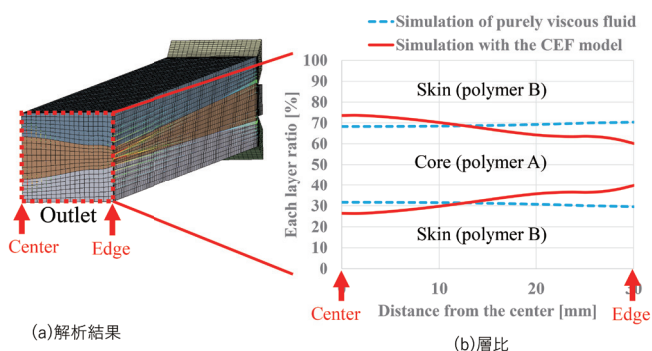 Outlet
Center
Edge
(a)解析結果
Simulation of purely viscous fluid
Simulation with the CEF model
Each layer ratio [%]
100
90
80
70
60
50
40
30
20
10
0
Skin (polymer B)
Core (polymer A)
Skin (polymer B)
10
20
Center
Distance from the center [mm]
Edge
(b)層比